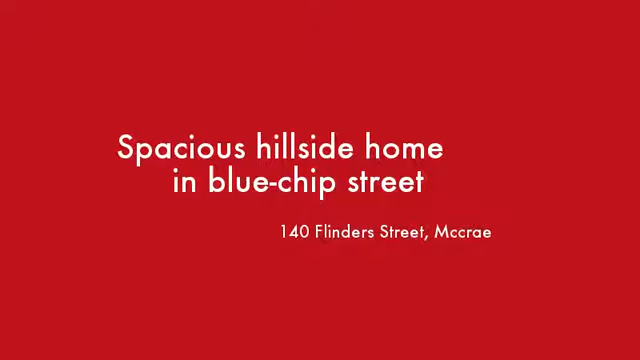 Spacious hillside home
in blue-chip street
140 Flinders Street, Mccrae